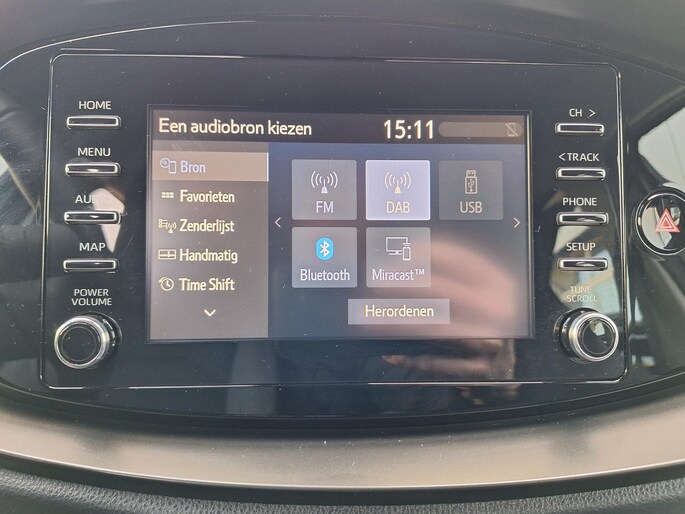 HOME
MENU
AUDIO
MAP
POWER
VOLUME
Een audiobron kiezen
15:11
Bron
Favorieten
Zenderlijst
Handmatig
Time Shift
FM
DAB
USB
Bluetooth
Miracast™
Herordenen
CH >
< TRACK
PHONE
SETUP
TUNE
SCROLL